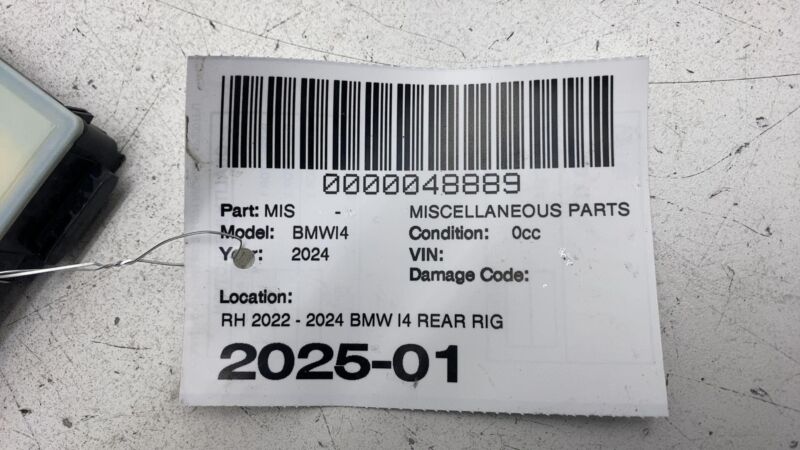 0000048889
Part: MIS - MISCELLANEOUS PARTS
Model: BMWI4 Condition: 0cc
Year: 2024 VIN:
Damage Code:
Location:
RH 2022 - 2024 BMW I4 REAR RIG
2025-01